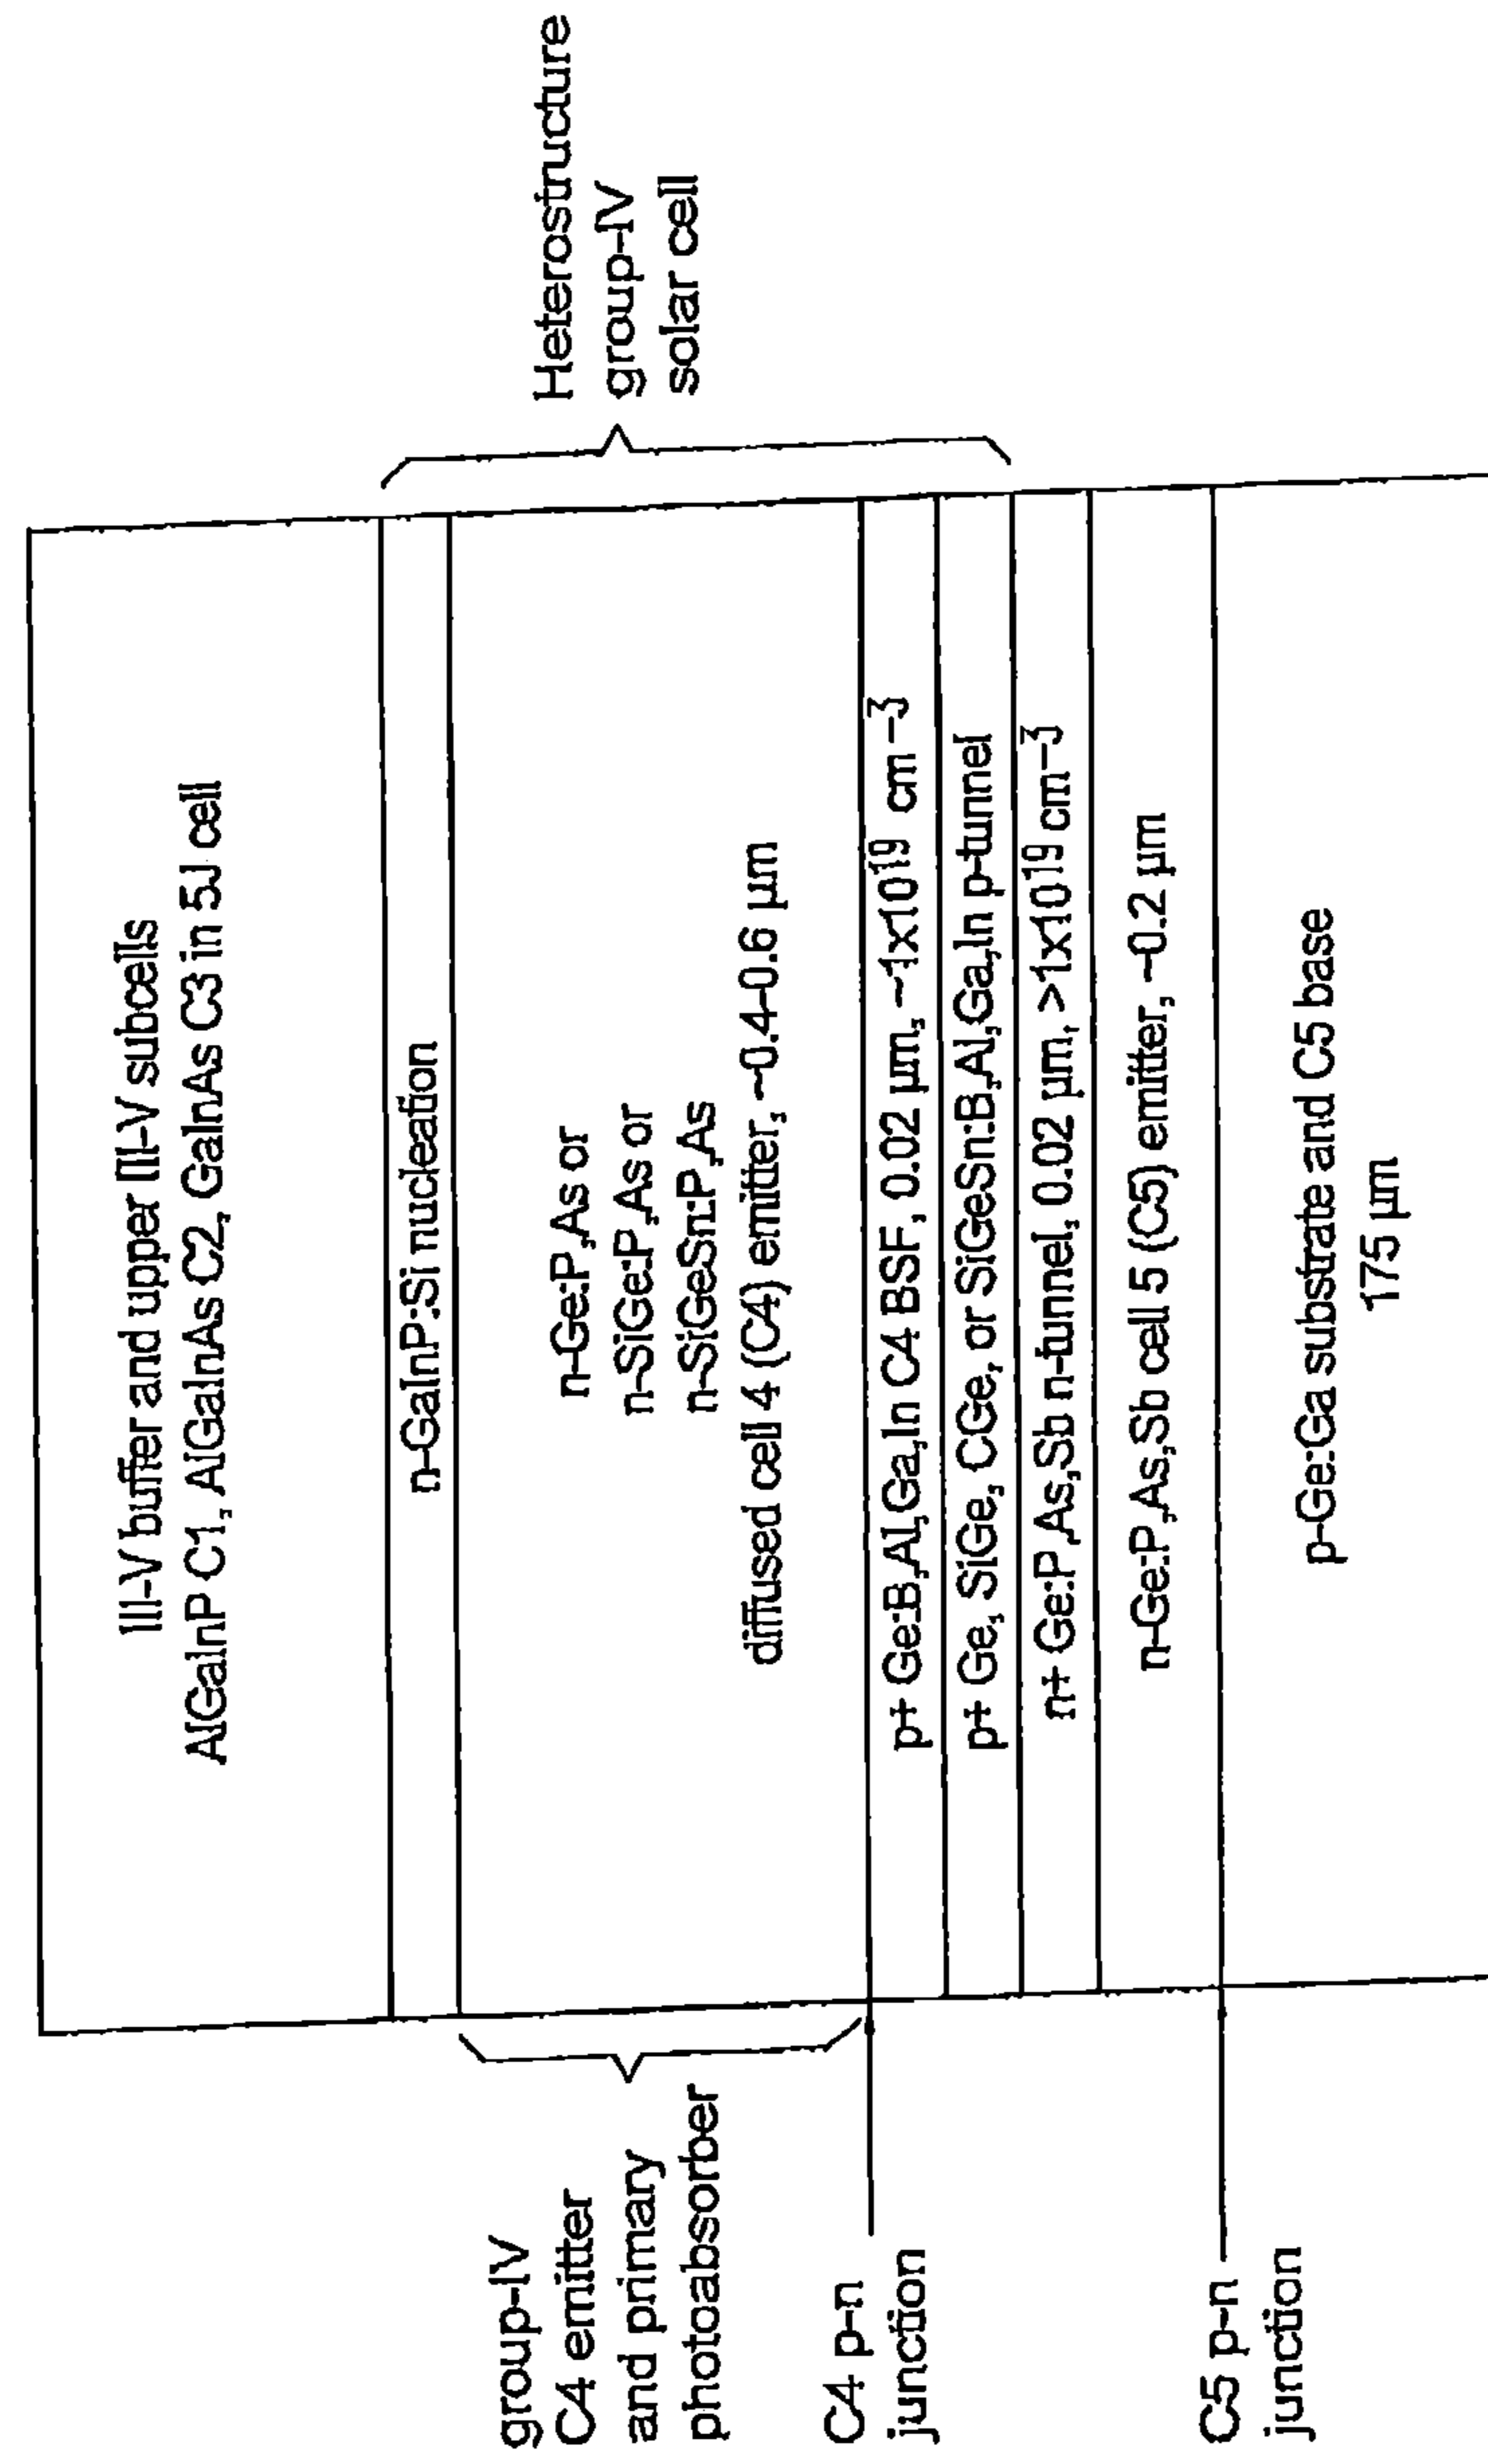 III-V buffer and upper III-V subcells
AlGaInP C1, AlGaInAs C2, GaInAs C3 in 5J cell
n-GaInP:Si nucleation
n-Ge:P,As or
n-SiGe:P,As or
n-SiGeSn:P,As
diffused cell 4 (C4) emitter, ~0.4-0.6 µm
p+ Ge:B,Al,Ga,In C4 BSF, 0.02 µm, ~1x10¹⁹ cm⁻³
p+ Ge, SiGe, CGe, or SiGeSn:B,Al,Ga,In p-tunnel
n+ Ge:P,As,Sb n-tunnel, 0.02 µm, >1x10¹⁹ cm⁻³
n-Ge:P,As,Sb cell 5 (C5) emitter, ~0.2 µm
p-Ge:Ga substrate and C5 base
175 µm
group-IV
C4 emitter
and primary
photoabsorber
C4 p-n
junction
C5 p-n
junction
Heterostructure
group-IV
solar cell